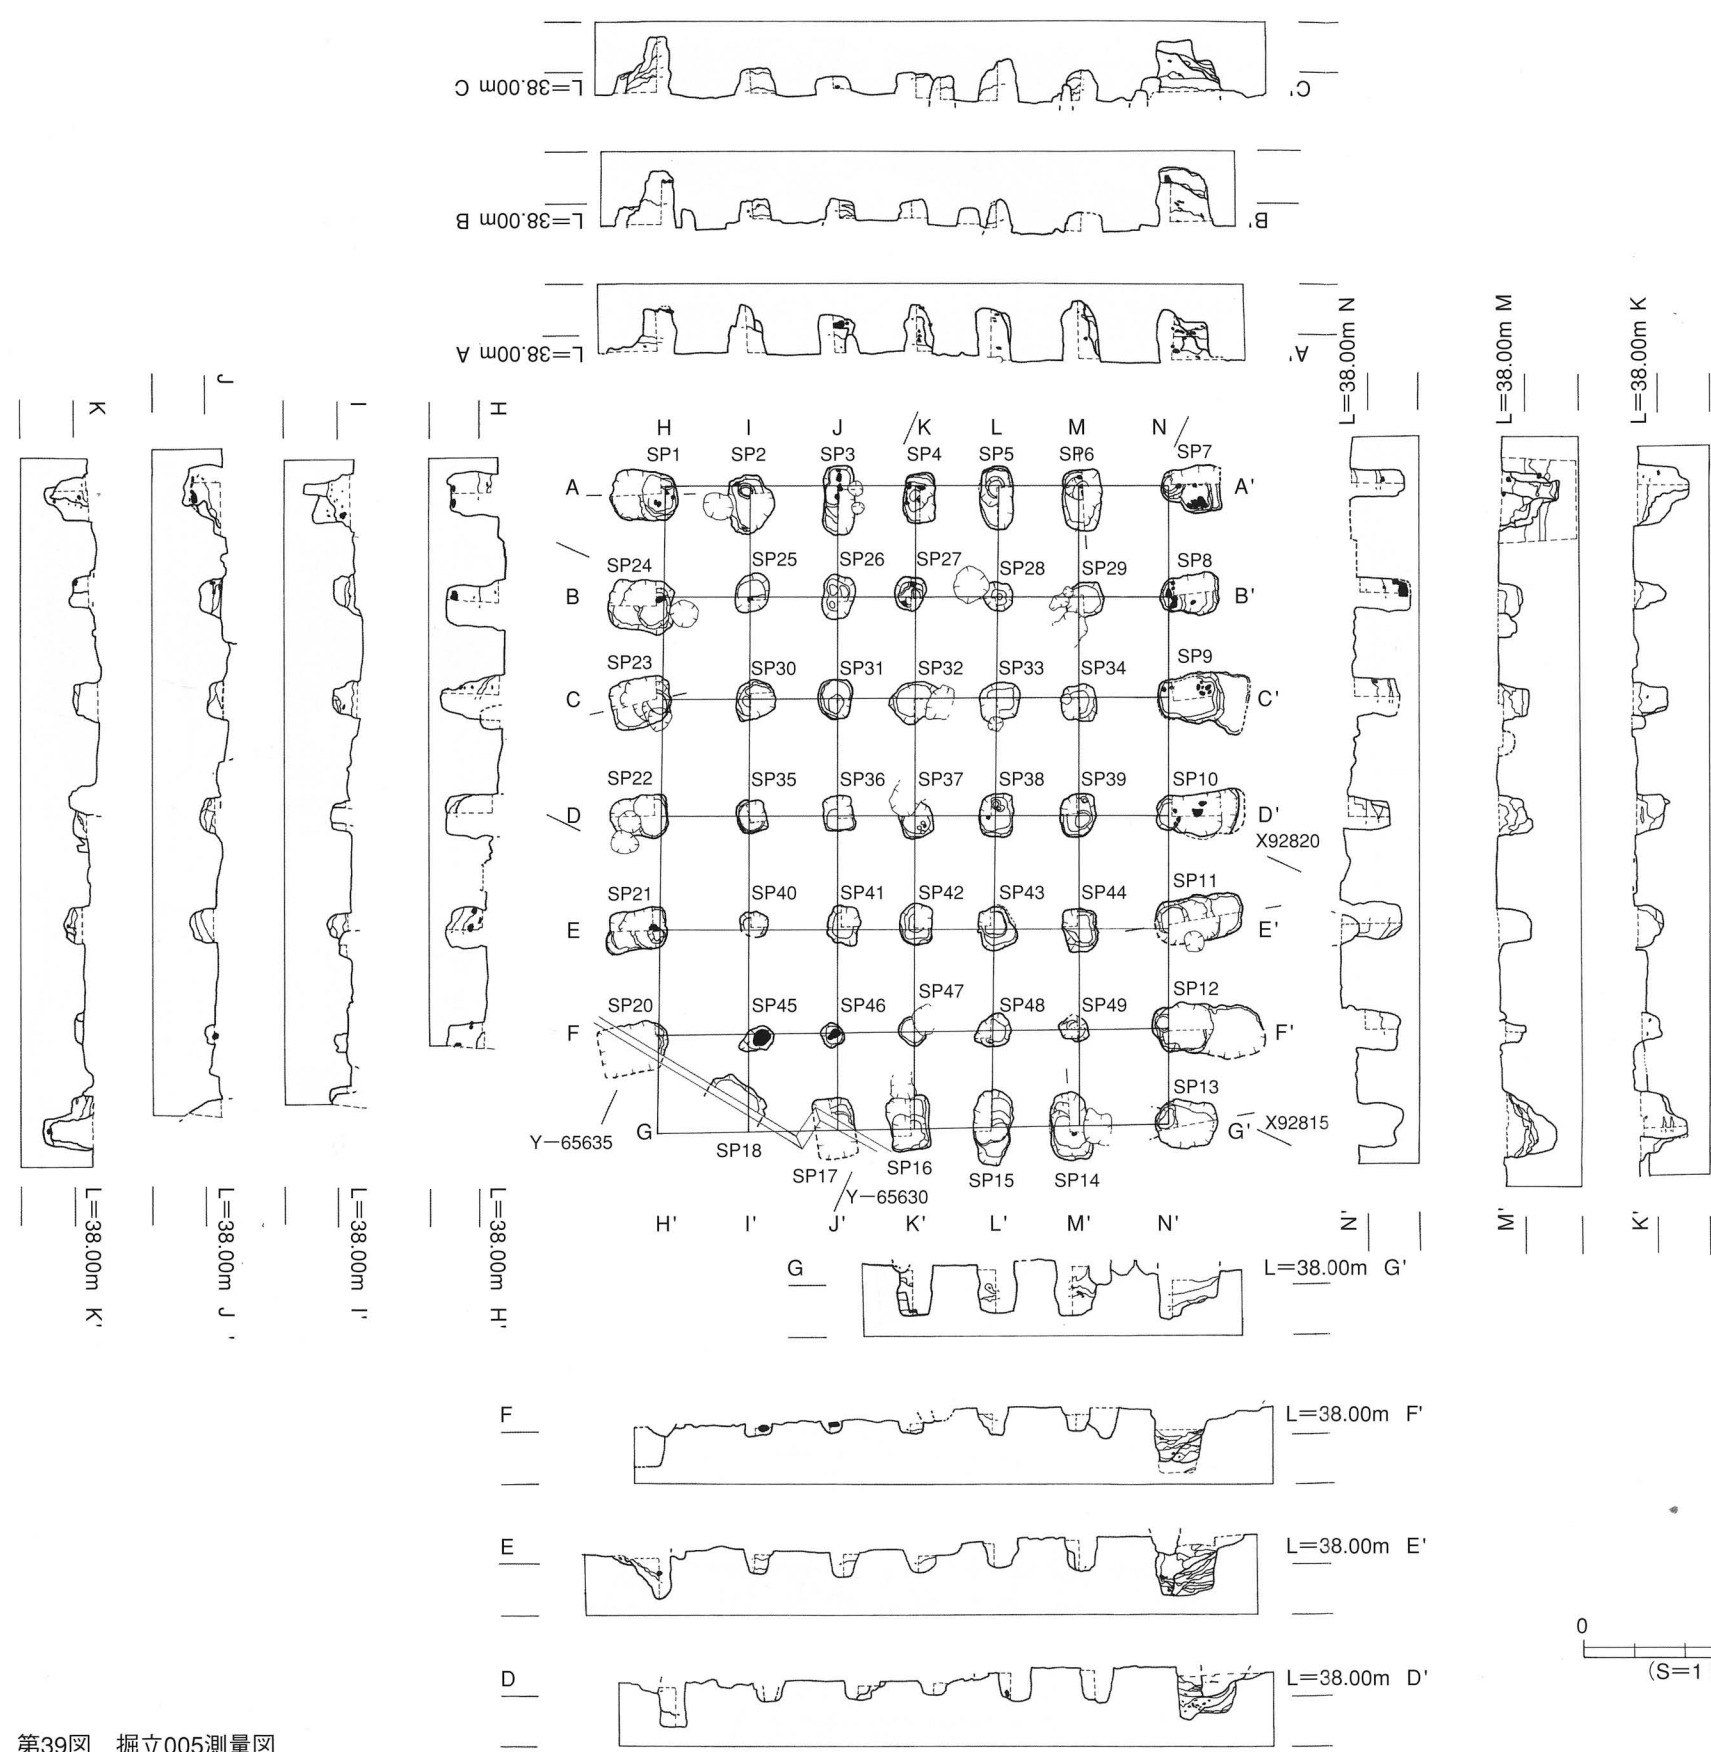 L=38.00m C
C'
L=38.00m B
B'
L=38.00m A
A'
K
J
I
H
L=38.00m N
L=38.00m M
L=38.00m K
H I J K L M N
SP1 SP2 SP3 SP4 SP5 SP6 SP7
A A'
SP24 SP25 SP26 SP27 SP28 SP29 SP8
B B'
SP23 SP30 SP31 SP32 SP33 SP34 SP9
C C'
SP22 SP35 SP36 SP37 SP38 SP39 SP10
D D'
X92820
SP21 SP40 SP41 SP42 SP43 SP44 SP11
E E'
SP20 SP45 SP46 SP47 SP48 SP49 SP12
F F'
SP13
Y-65635 G G' X92815
SP18 SP17 SP16 SP15 SP14
Y-65630
H' I' J' K' L' M' N'
L=38.00m K'
L=38.00m J'
L=38.00m I'
L=38.00m H'
N'
M'
K'
G L=38.00m G'
F L=38.00m F'
E L=38.00m E'
D L=38.00m D'
0
(S=1
第39図 掘立005測量図